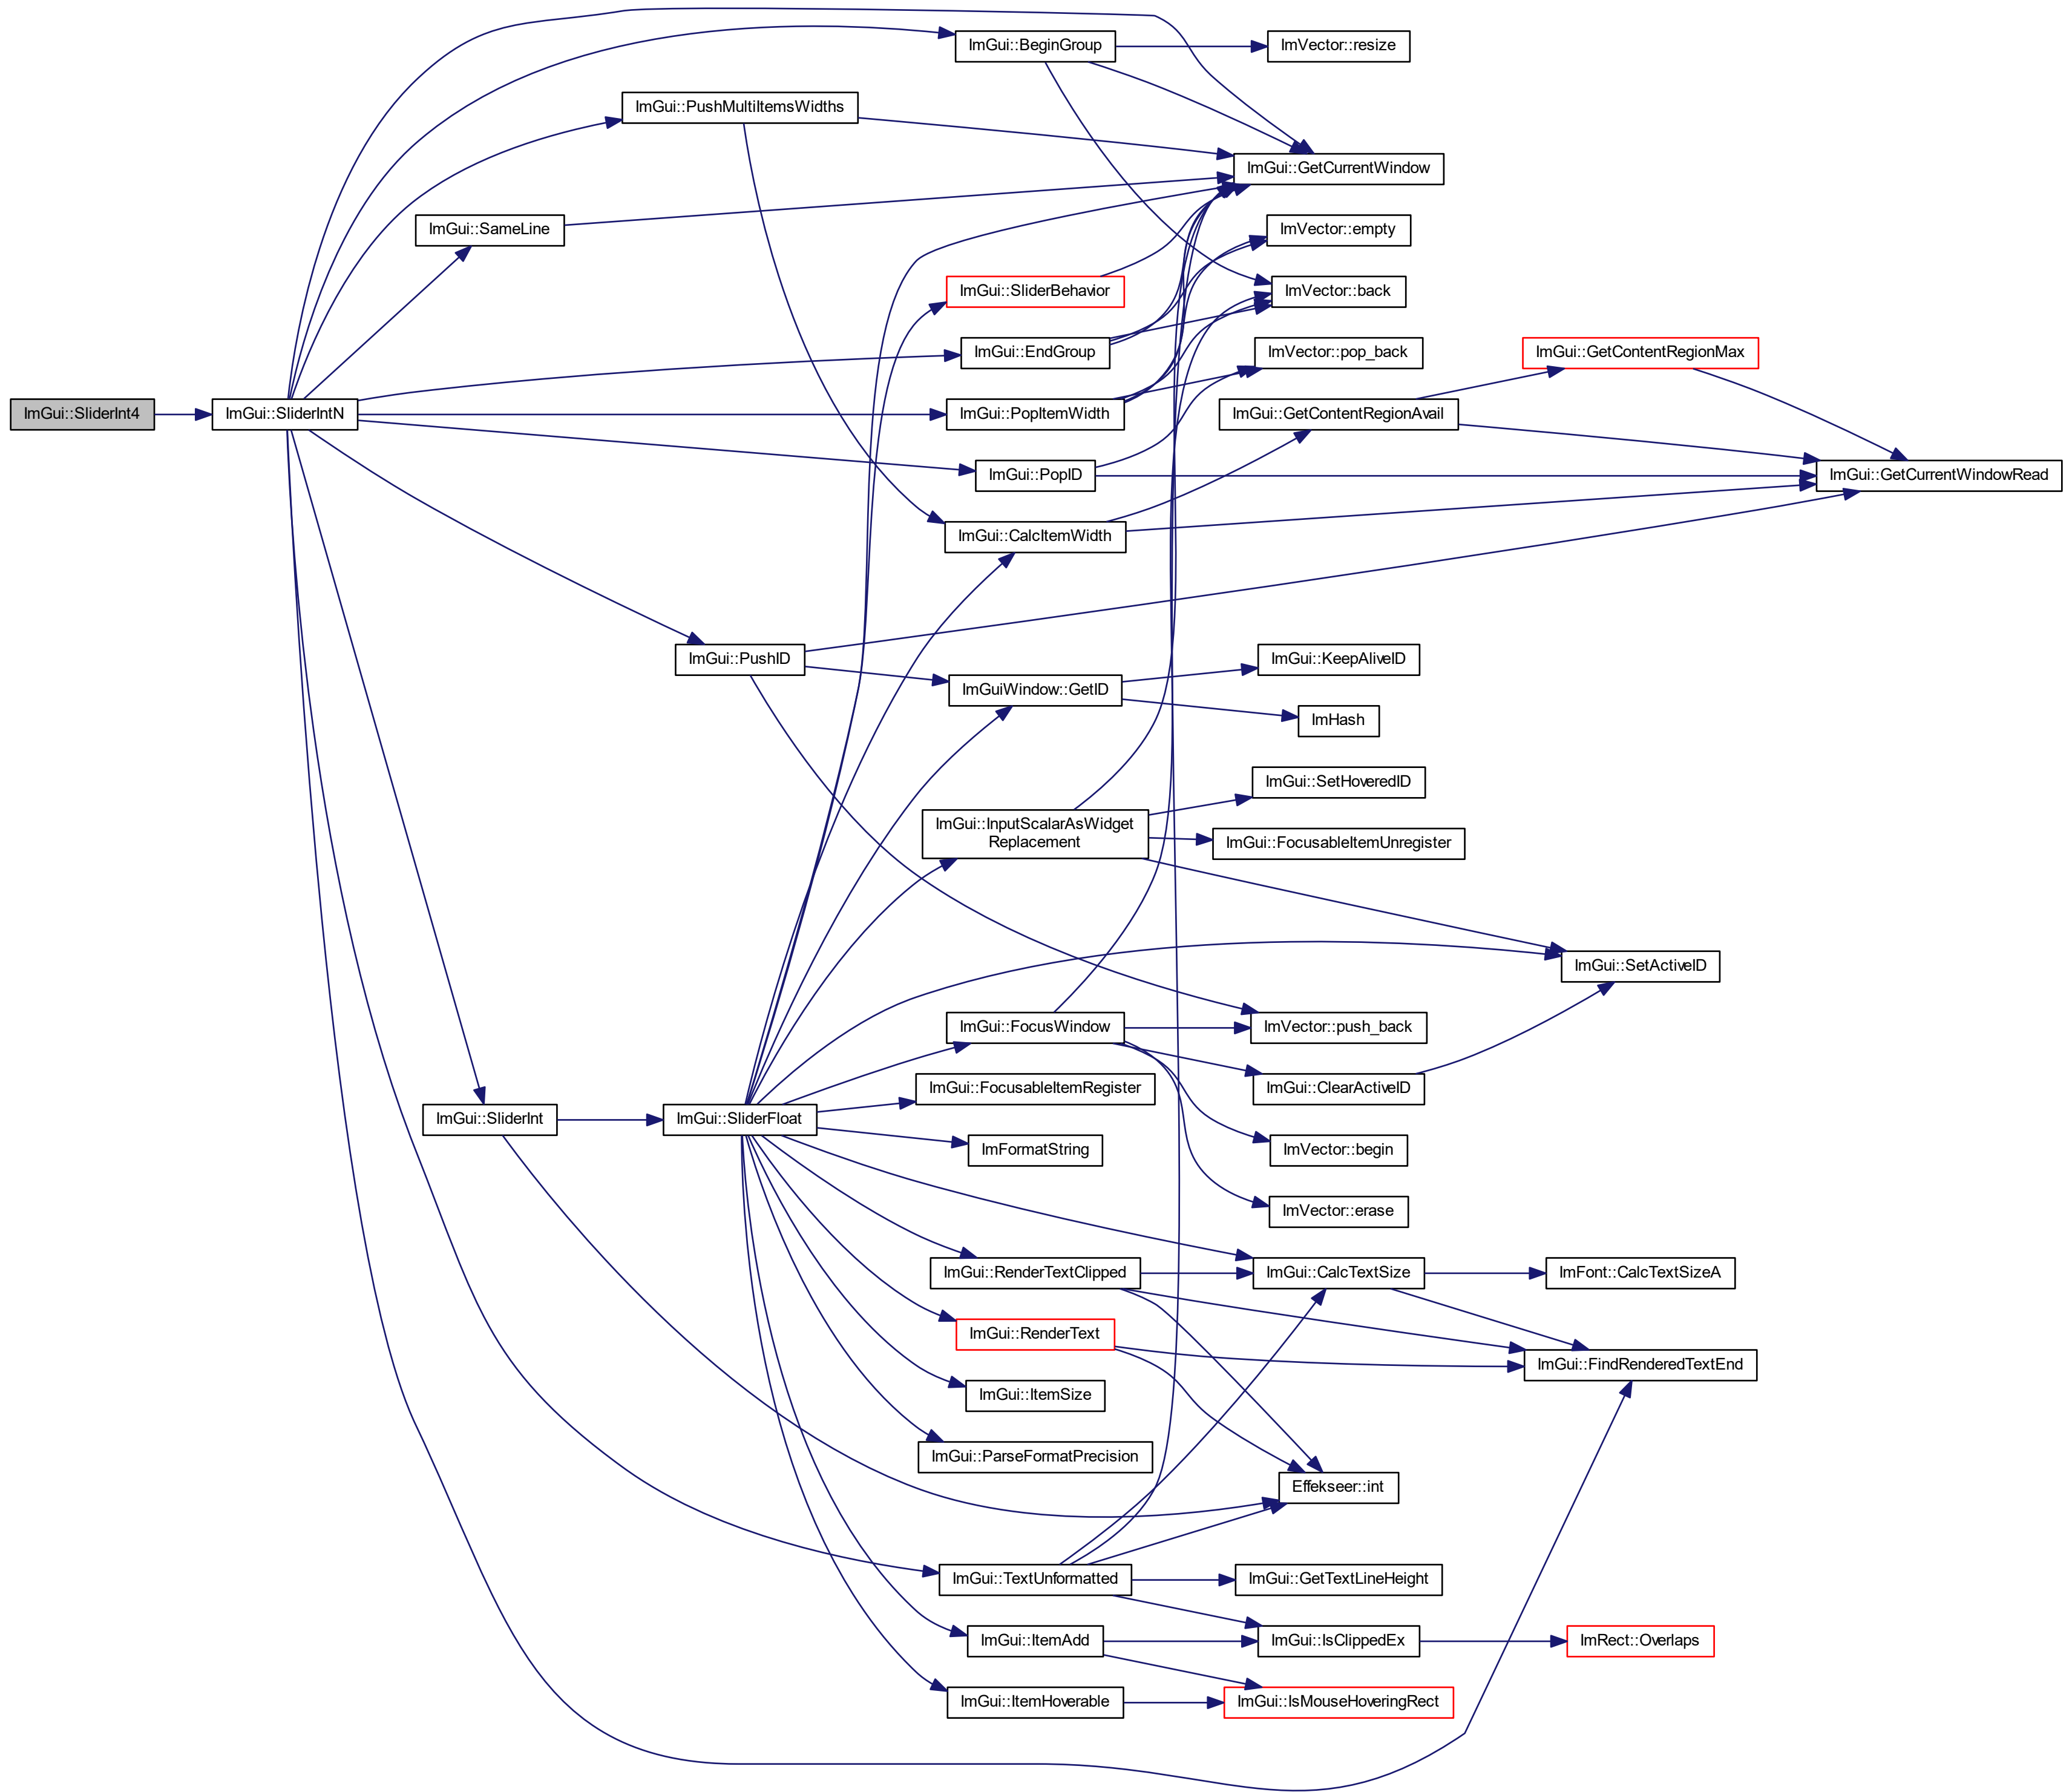 ImGui::BeginGroup
ImVector::resize
ImGui::PushMultiItemsWidths
ImGui::GetCurrentWindow
ImGui::SameLine
ImVector::empty
ImGui::SliderBehavior
ImVector::back
ImGui::EndGroup
ImVector::pop_back
ImGui::GetContentRegionMax
ImGui::SliderInt4
ImGui::SliderIntN
ImGui::PopItemWidth
ImGui::GetContentRegionAvail
ImGui::PopID
ImGui::GetCurrentWindowRead
ImGui::CalcItemWidth
ImGui::PushID
ImGui::KeepAliveID
ImGuiWindow::GetID
ImHash
ImGui::SetHoveredID
ImGui::InputScalarAsWidget
Replacement
ImGui::FocusableItemUnregister
ImGui::SetActiveID
ImGui::FocusWindow
ImVector::push_back
ImGui::FocusableItemRegister
ImGui::ClearActiveID
ImGui::SliderInt
ImGui::SliderFloat
ImFormatString
ImVector::begin
ImVector::erase
ImGui::RenderTextClipped
ImGui::CalcTextSize
ImFont::CalcTextSizeA
ImGui::RenderText
ImGui::FindRenderedTextEnd
ImGui::ItemSize
ImGui::ParseFormatPrecision
Effekseer::int
ImGui::TextUnformatted
ImGui::GetTextLineHeight
ImGui::ItemAdd
ImGui::IsClippedEx
ImRect::Overlaps
ImGui::ItemHoverable
ImGui::IsMouseHoveringRect